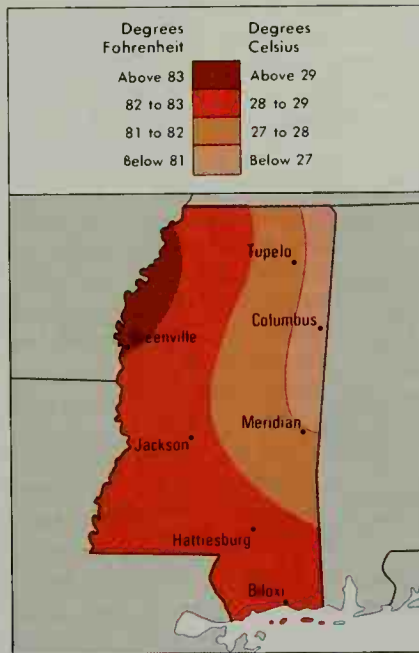 Degrees Fahrenheit
Degrees Celsius
Above 83
Above 29
82 to 83
28 to 29
81 to 82
27 to 28
Below 81
Below 27
Tupelo
Columbus
eenville
Meridian
Jackson
Hattiesburg
Biloxi